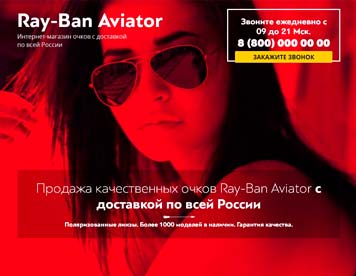 Ray-Ban Aviator
Интернет-магазин очков с доставкой
по всей России
Звоните ежедневно с
09 до 21 Мск.
8 (800) 000 00 00
ЗАКАЖИТЕ ЗВОНОК
Продажа качественных очков Ray-Ban Aviator с
доставкой по всей России
Поляризованные линзы. Более 1000 моделей в наличии. Гарантия качества.